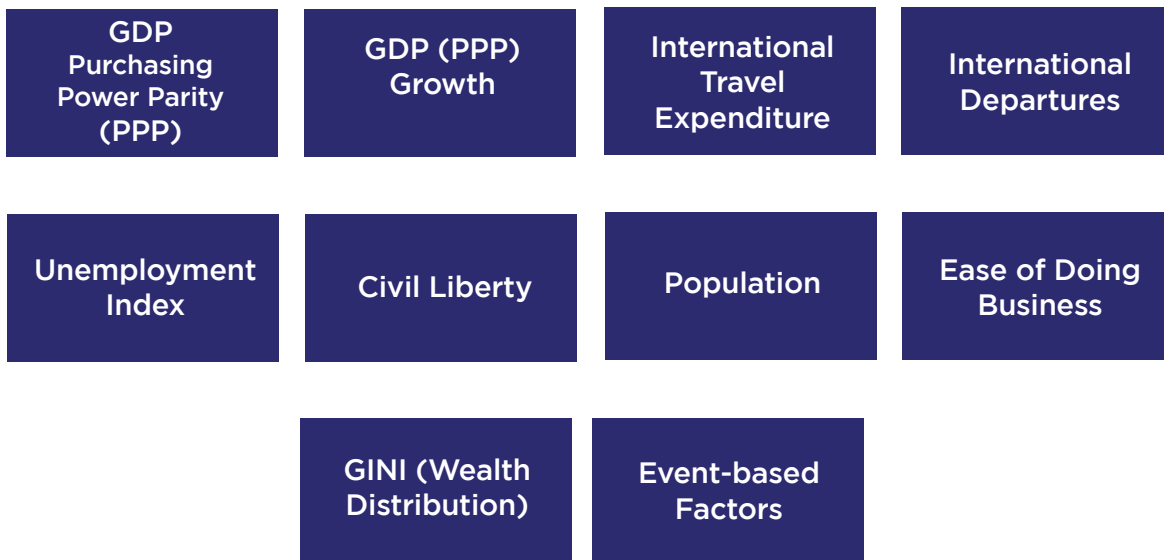 GDP
Purchasing
Power Parity
(PPP)
GDP (PPP)
Growth
International
Travel
Expenditure
International
Departures
Unemployment
Index
Civil Liberty
Population
Ease of Doing
Business
GINI (Wealth
Distribution)
Event-based
Factors